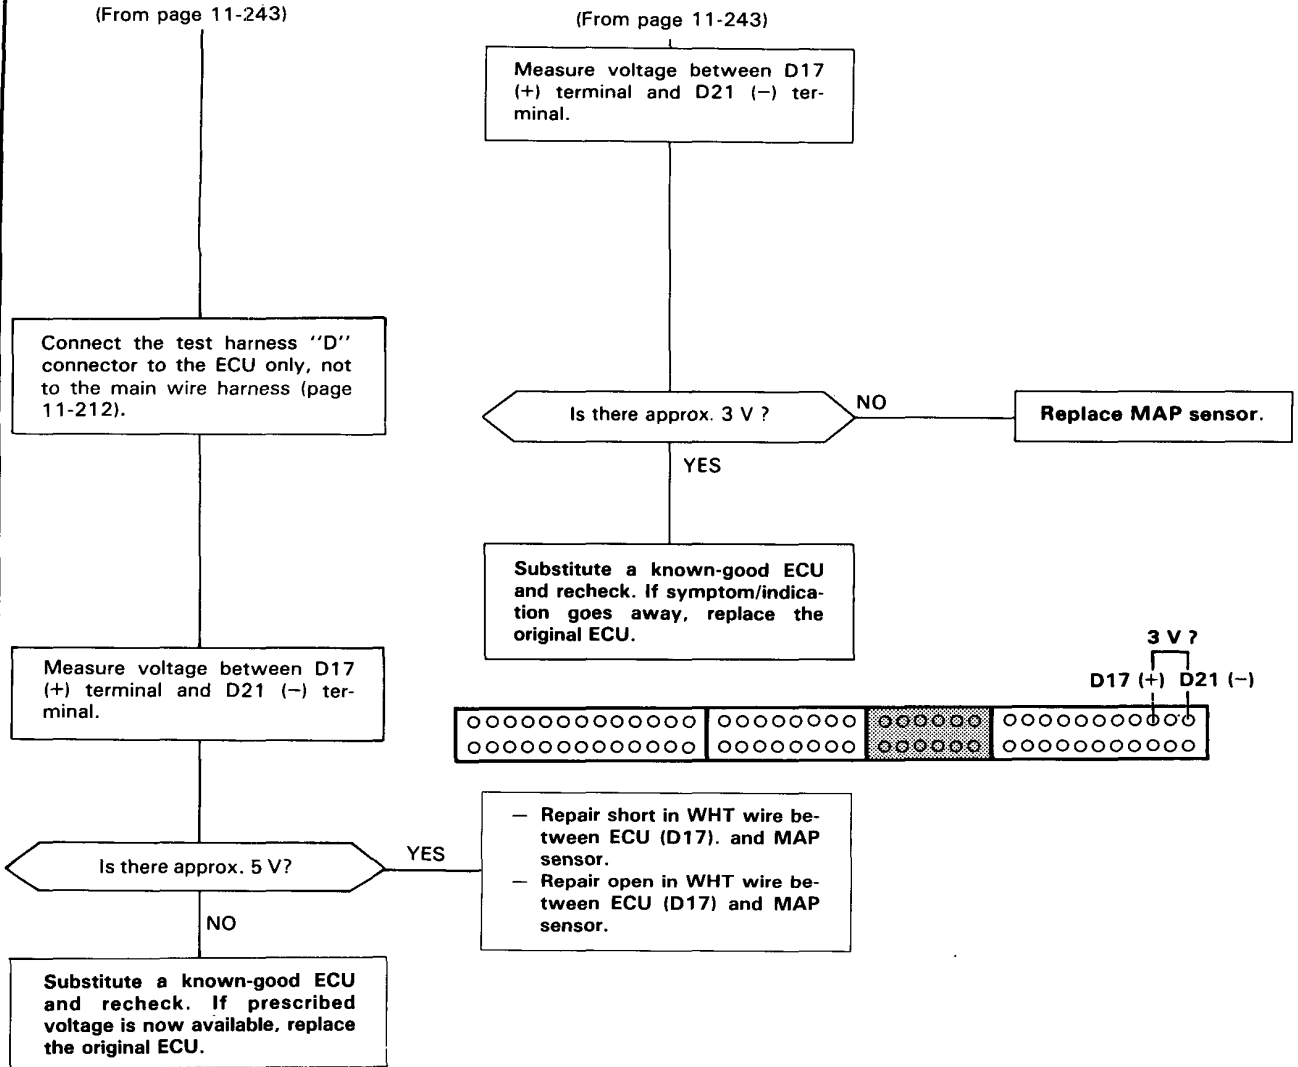 (From page 11-243)
Connect the test harness "D"
connector to the ECU only, not
to the main wire harness (page
11-212).
Measure voltage between D17
(+) terminal and D21 (−) ter-
minal.
Is there approx. 5 V?
YES
— Repair short in WHT wire be-
tween ECU (D17). and MAP
sensor.
— Repair open in WHT wire be-
tween ECU (D17) and MAP
sensor.
NO
Substitute a known-good ECU
and recheck. If prescribed
voltage is now available, replace
the original ECU.
(From page 11-243)
Measure voltage between D17
(+) terminal and D21 (−) ter-
minal.
Is there approx. 3 V ?
NO
Replace MAP sensor.
YES
Substitute a known-good ECU
and recheck. If symptom/indica-
tion goes away, replace the
original ECU.
3 V ?
D17 (+) D21 (−)